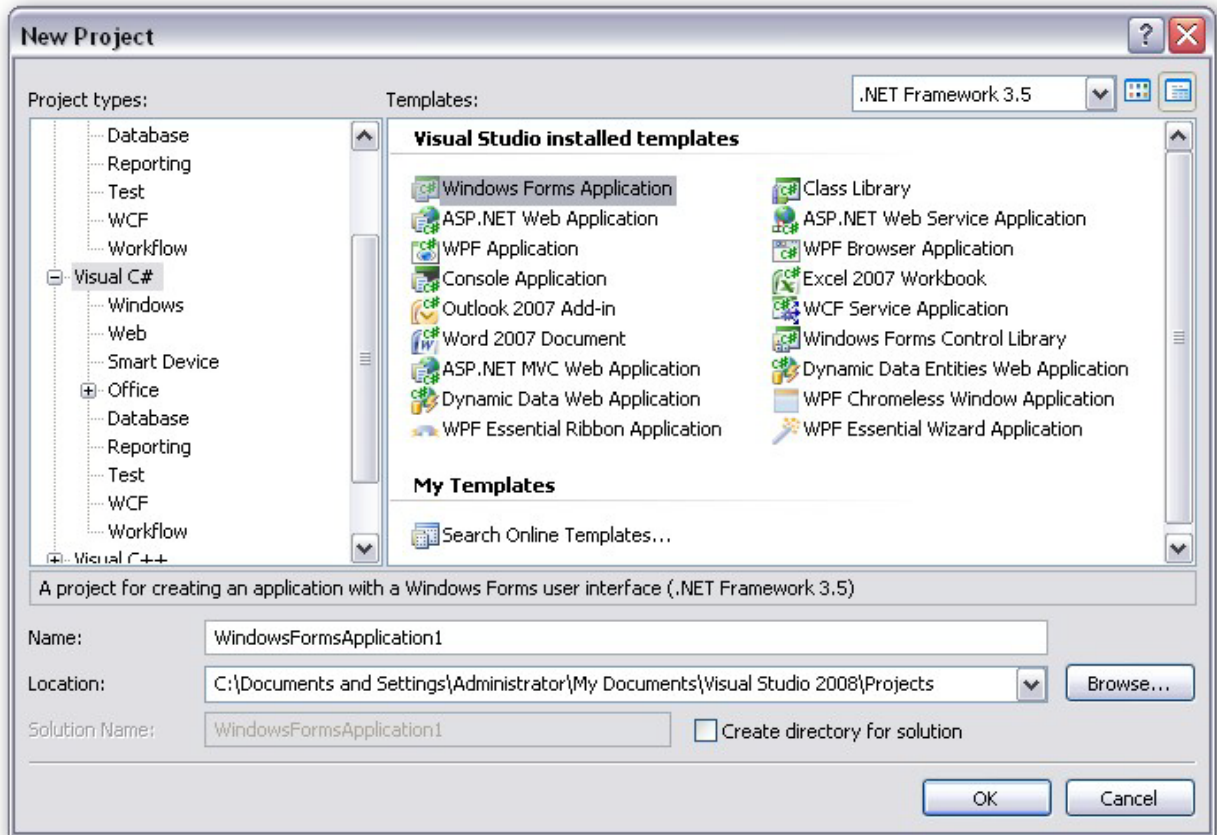 New Project
Project types:
Templates:
.NET Framework 3.5
Database
Reporting
Test
WCF
Workflow
Visual C#
Windows
Web
Smart Device
Office
Database
Reporting
Test
WCF
Workflow
Visual C++
Visual Studio installed templates
Windows Forms Application
Class Library
ASP.NET Web Application
ASP.NET Web Service Application
WPF Application
WPF Browser Application
Console Application
Excel 2007 Workbook
Outlook 2007 Add-in
WCF Service Application
Word 2007 Document
Windows Forms Control Library
ASP.NET MVC Web Application
Dynamic Data Entities Web Application
Dynamic Data Web Application
WPF Chromeless Window Application
WPF Essential Ribbon Application
WPF Essential Wizard Application
My Templates
Search Online Templates...
A project for creating an application with a Windows Forms user interface (.NET Framework 3.5)
Name:
WindowsFormsApplication1
Location:
C:\Documents and Settings\Administrator\My Documents\Visual Studio 2008\Projects
Browse...
Solution Name:
WindowsFormsApplication1
Create directory for solution
OK
Cancel